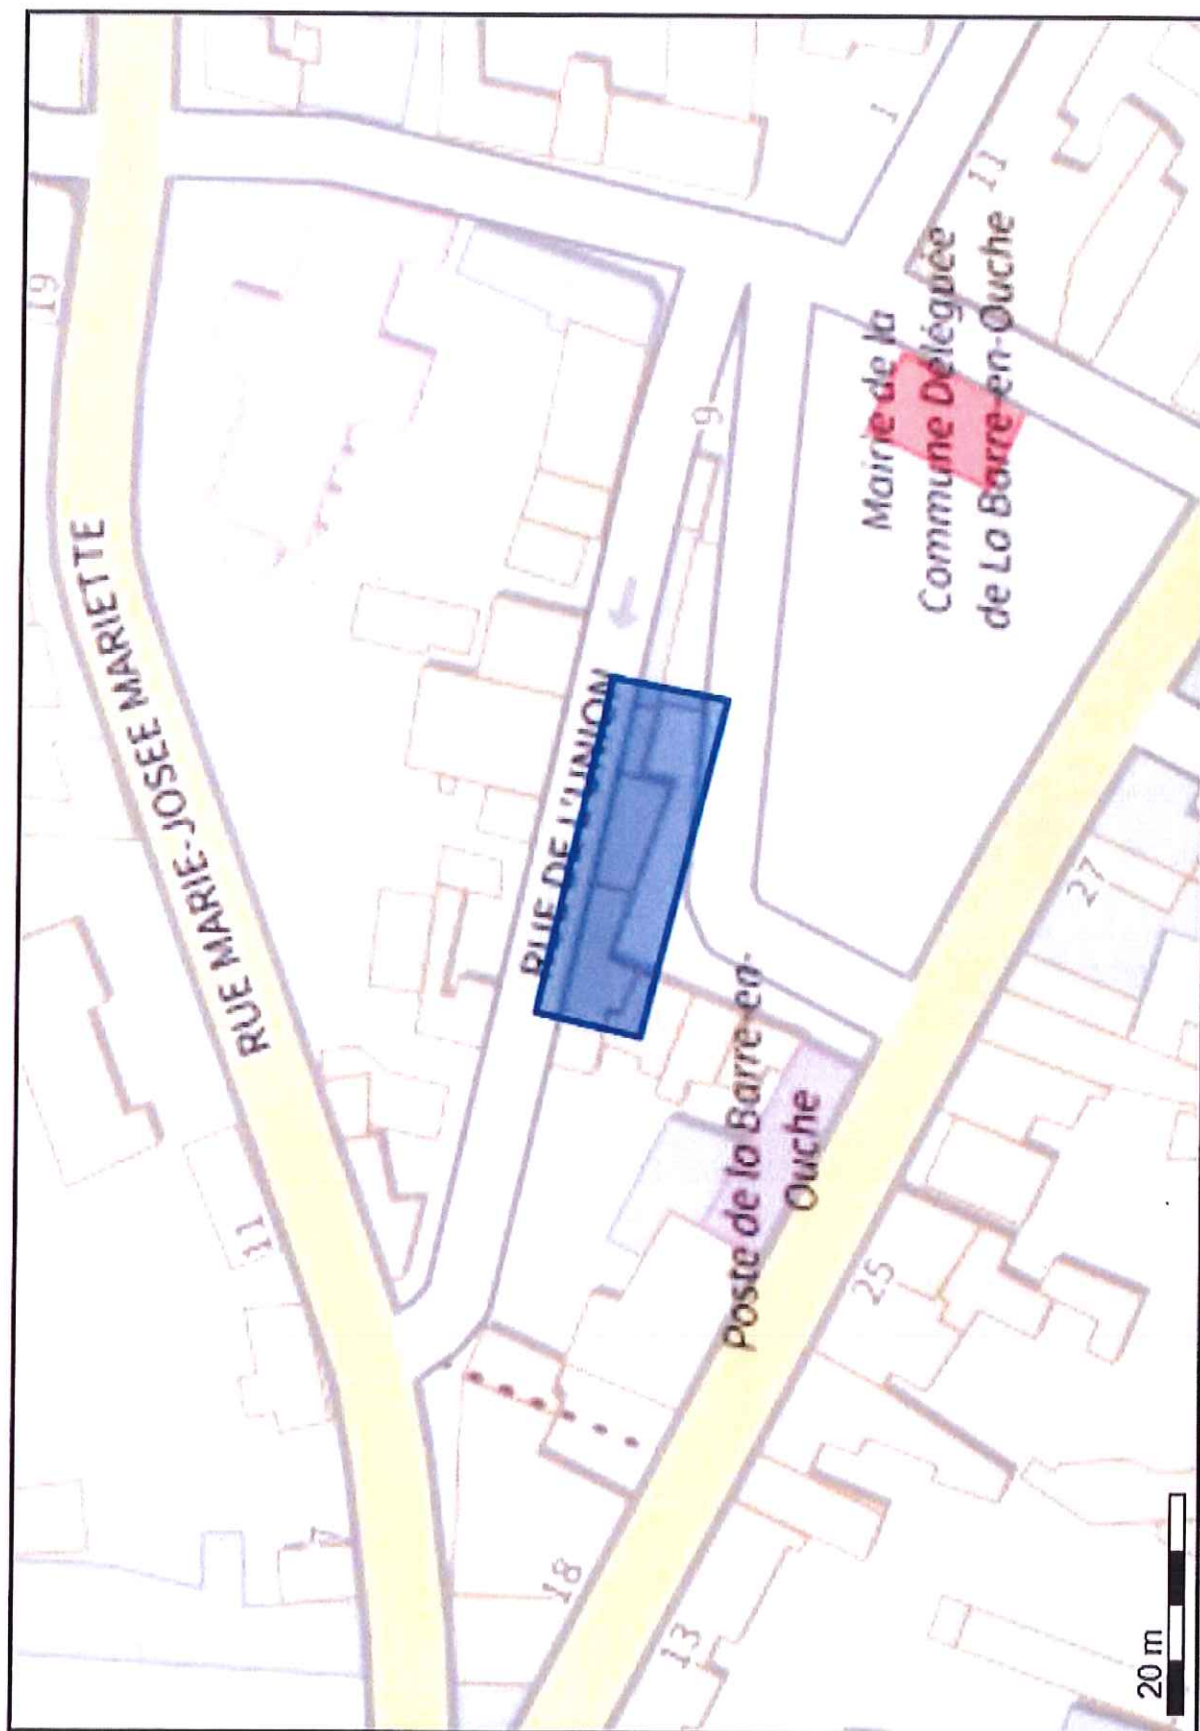 RUE MARIE-JOSEE MARIETTE
19
11
7
RUE DE L'UNION
9
1
11
Mairie de la
Commune Déléguée
de La Barre-en-Ouche
Poste de la Barre-en-
Ouche
27
25
18
13
20 m